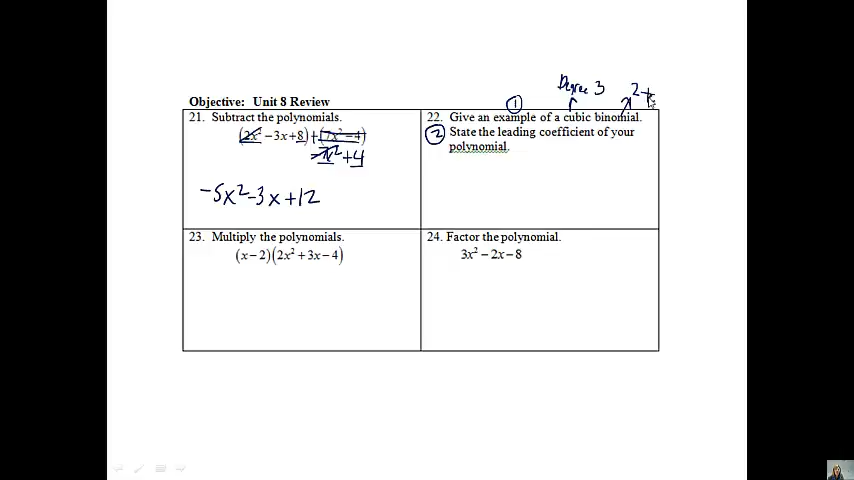 Degree 3
2 +
Objective: Unit 8 Review
21. Subtract the polynomials.
(2x² − 3x + 8) + (7x² − 4)
−7x² + 4
−5x² − 3x + 12
① 22. Give an example of a cubic binomial.
② State the leading coefficient of your
polynomial.
23. Multiply the polynomials.
(x − 2)(2x² + 3x − 4)
24. Factor the polynomial.
3x² − 2x − 8